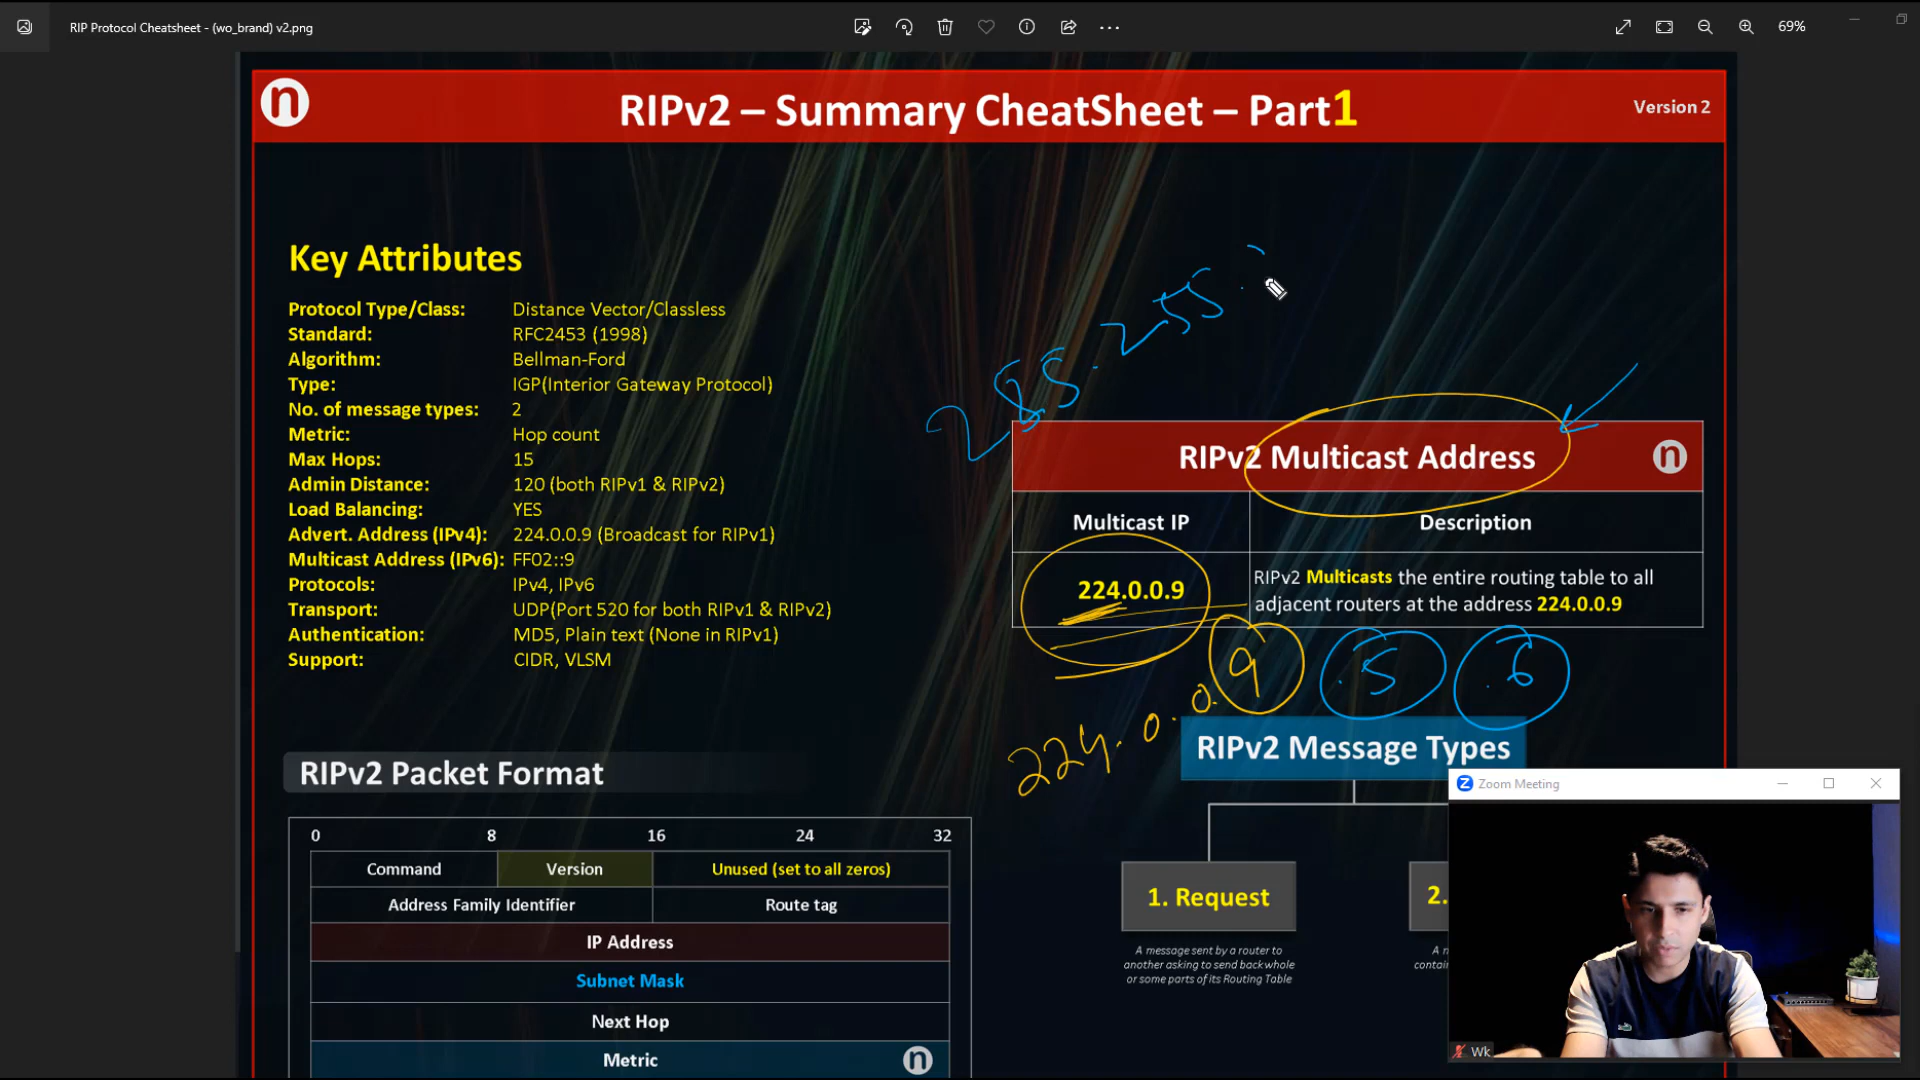 RIP Protocol Cheatsheet - (wo_brand) v2.png
69%
n
RIPv2 – Summary CheatSheet – Part1
Version 2
Key Attributes
Protocol Type/Class: Distance Vector/Classless
Standard: RFC2453 (1998)
Algorithm: Bellman-Ford
Type: IGP(Interior Gateway Protocol)
No. of message types: 2
Metric: Hop count
Max Hops: 15
Admin Distance: 120 (both RIPv1 & RIPv2)
Load Balancing: YES
Advert. Address (IPv4): 224.0.0.9 (Broadcast for RIPv1)
Multicast Address (IPv6): FF02::9
Protocols: IPv4, IPv6
Transport: UDP(Port 520 for both RIPv1 & RIPv2)
Authentication: MD5, Plain text (None in RIPv1)
Support: CIDR, VLSM
255.255.
RIPv2 Multicast Address
n
Multicast IP Description
224.0.0.9
RIPv2 Multicasts the entire routing table to all
adjacent routers at the address 224.0.0.9
224.0.0.9 .5 .6
RIPv2 Message Types
1. Request
A message sent by a router to
another asking to send back whole
or some parts of its Routing Table
2.
RIPv2 Packet Format
0 8 16 24 32
Command Version Unused (set to all zeros)
Address Family Identifier Route tag
IP Address
Subnet Mask
Next Hop
Metric
n
Zoom Meeting
Wk